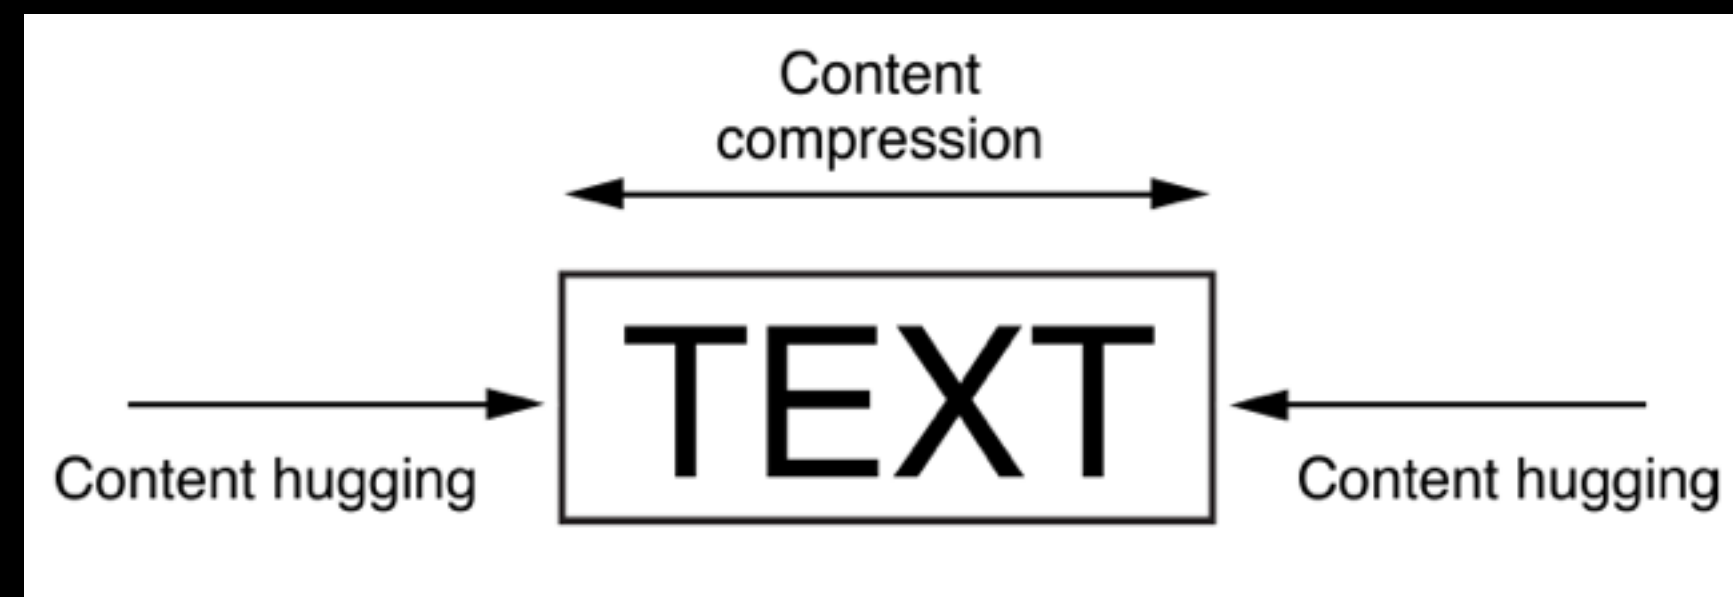 Content
compression
TEXT
Content hugging
Content hugging